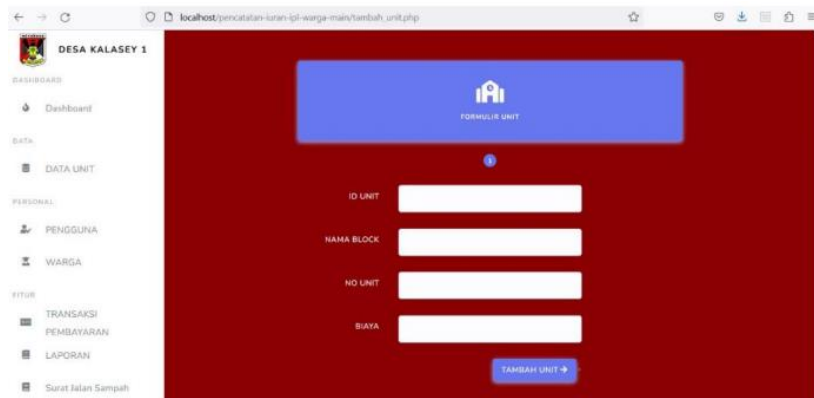 localhost/pencatatan-iuran-ipl-warga-main/tambah_unit.php
DESA KALASEY 1
DASHBOARD
Dashboard
DATA
DATA UNIT
PERSONAL
PENGGUNA
WARGA
FITUR
TRANSAKSI
PEMBAYARAN
LAPORAN
Surat Jalan Sampah
FORMULIR UNIT
1
ID UNIT
NAMA BLOCK
NO UNIT
BIAYA
TAMBAH UNIT →